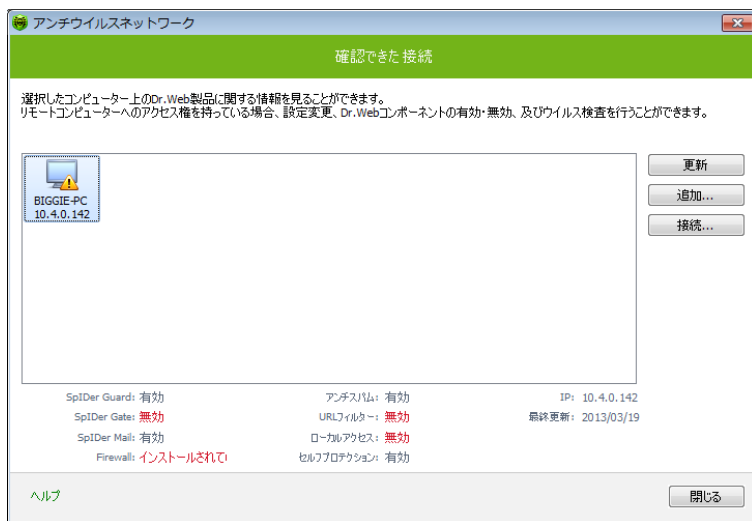 アンチウイルスネットワーク
確認できた接続
選択したコンピューター上のDr.Web製品に関する情報を見ることができます。
リモートコンピューターへのアクセス権を持っている場合、設定変更、Dr.Webコンポーネントの有効・無効、及びウイルス検査を行うことができます。
BIGGIE-PC
10.4.0.142
更新
追加...
接続...
SpIDer Guard: 有効
アンチスパム: 有効
IP: 10.4.0.142
SpIDer Gate: 無効
URLフィルター: 無効
最終更新: 2013/03/19
SpIDer Mail: 有効
ローカルアクセス: 無効
Firewall: インストールされてい
セルフプロテクション: 有効
ヘルプ
閉じる